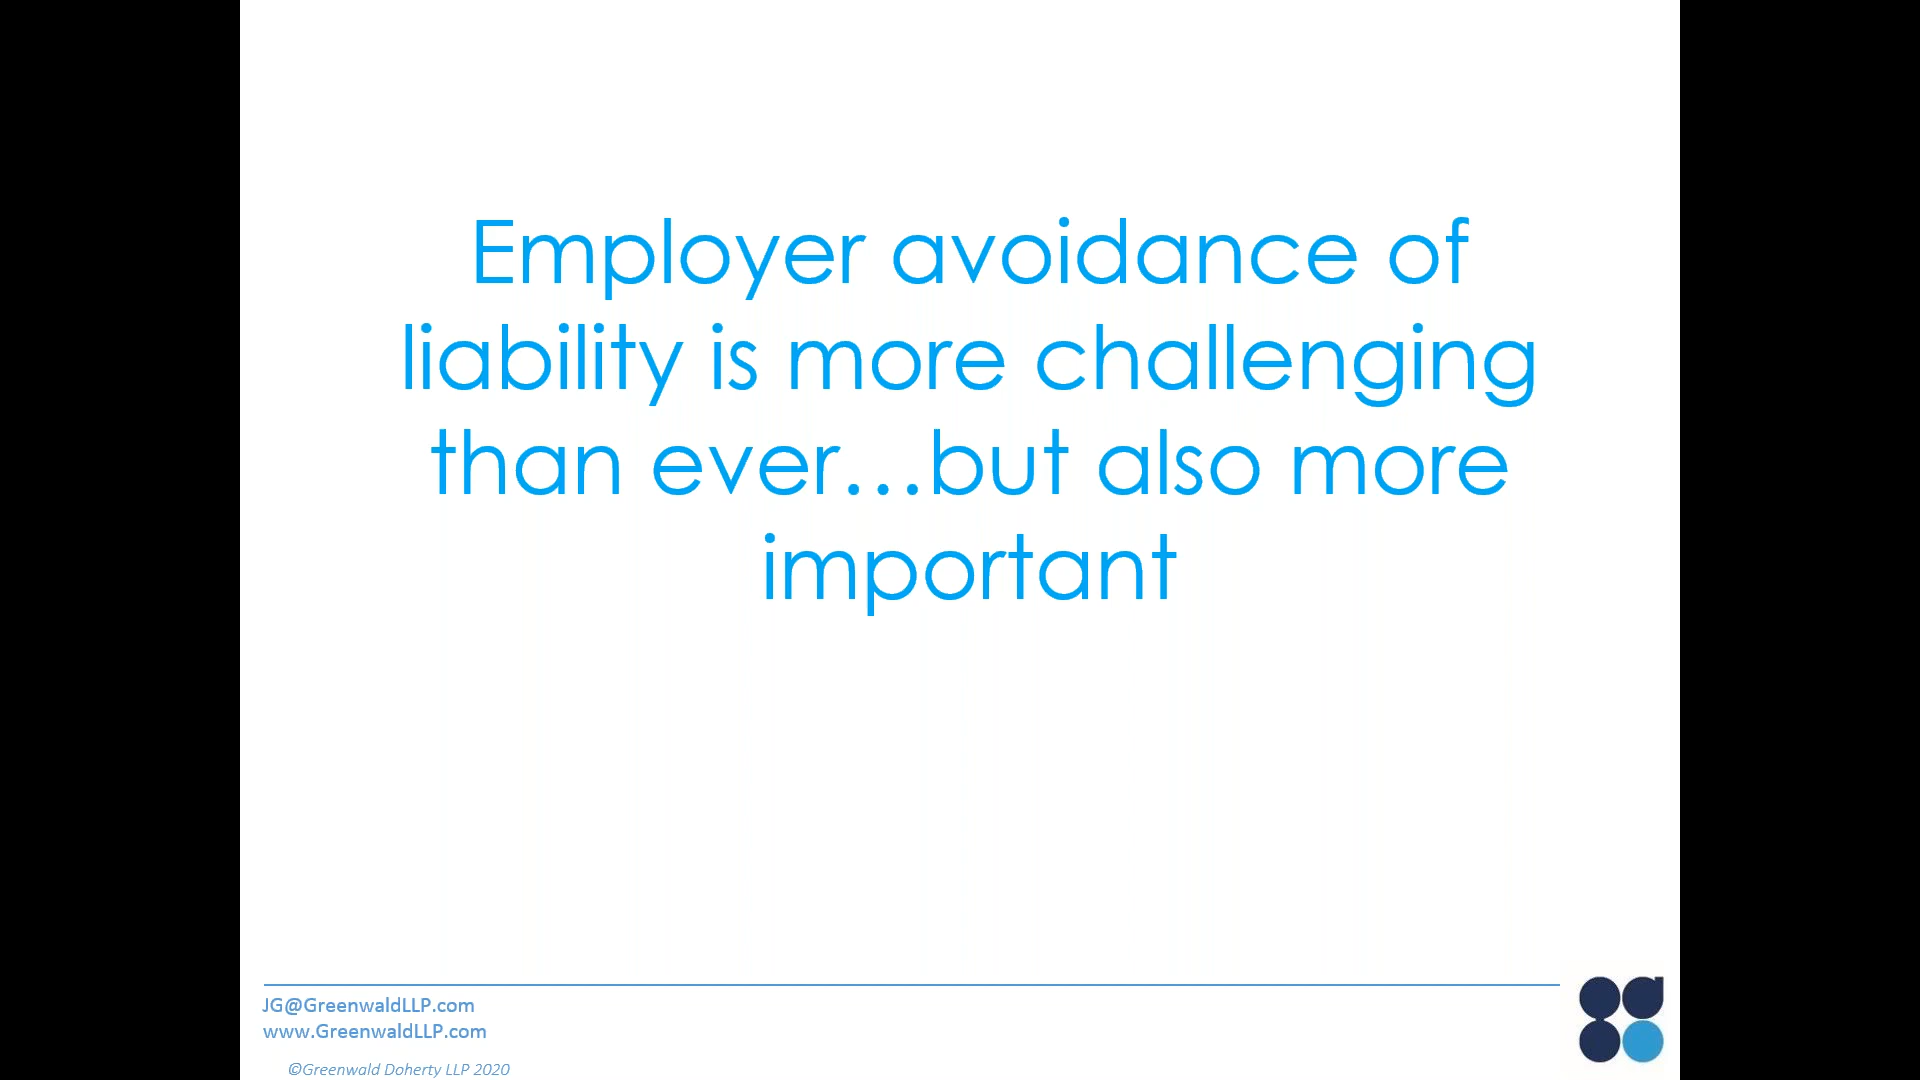 Employer avoidance of
liability is more challenging
than ever...but also more
important
JG@GreenwaldLLP.com
www.GreenwaldLLP.com
©Greenwald Doherty LLP 2020